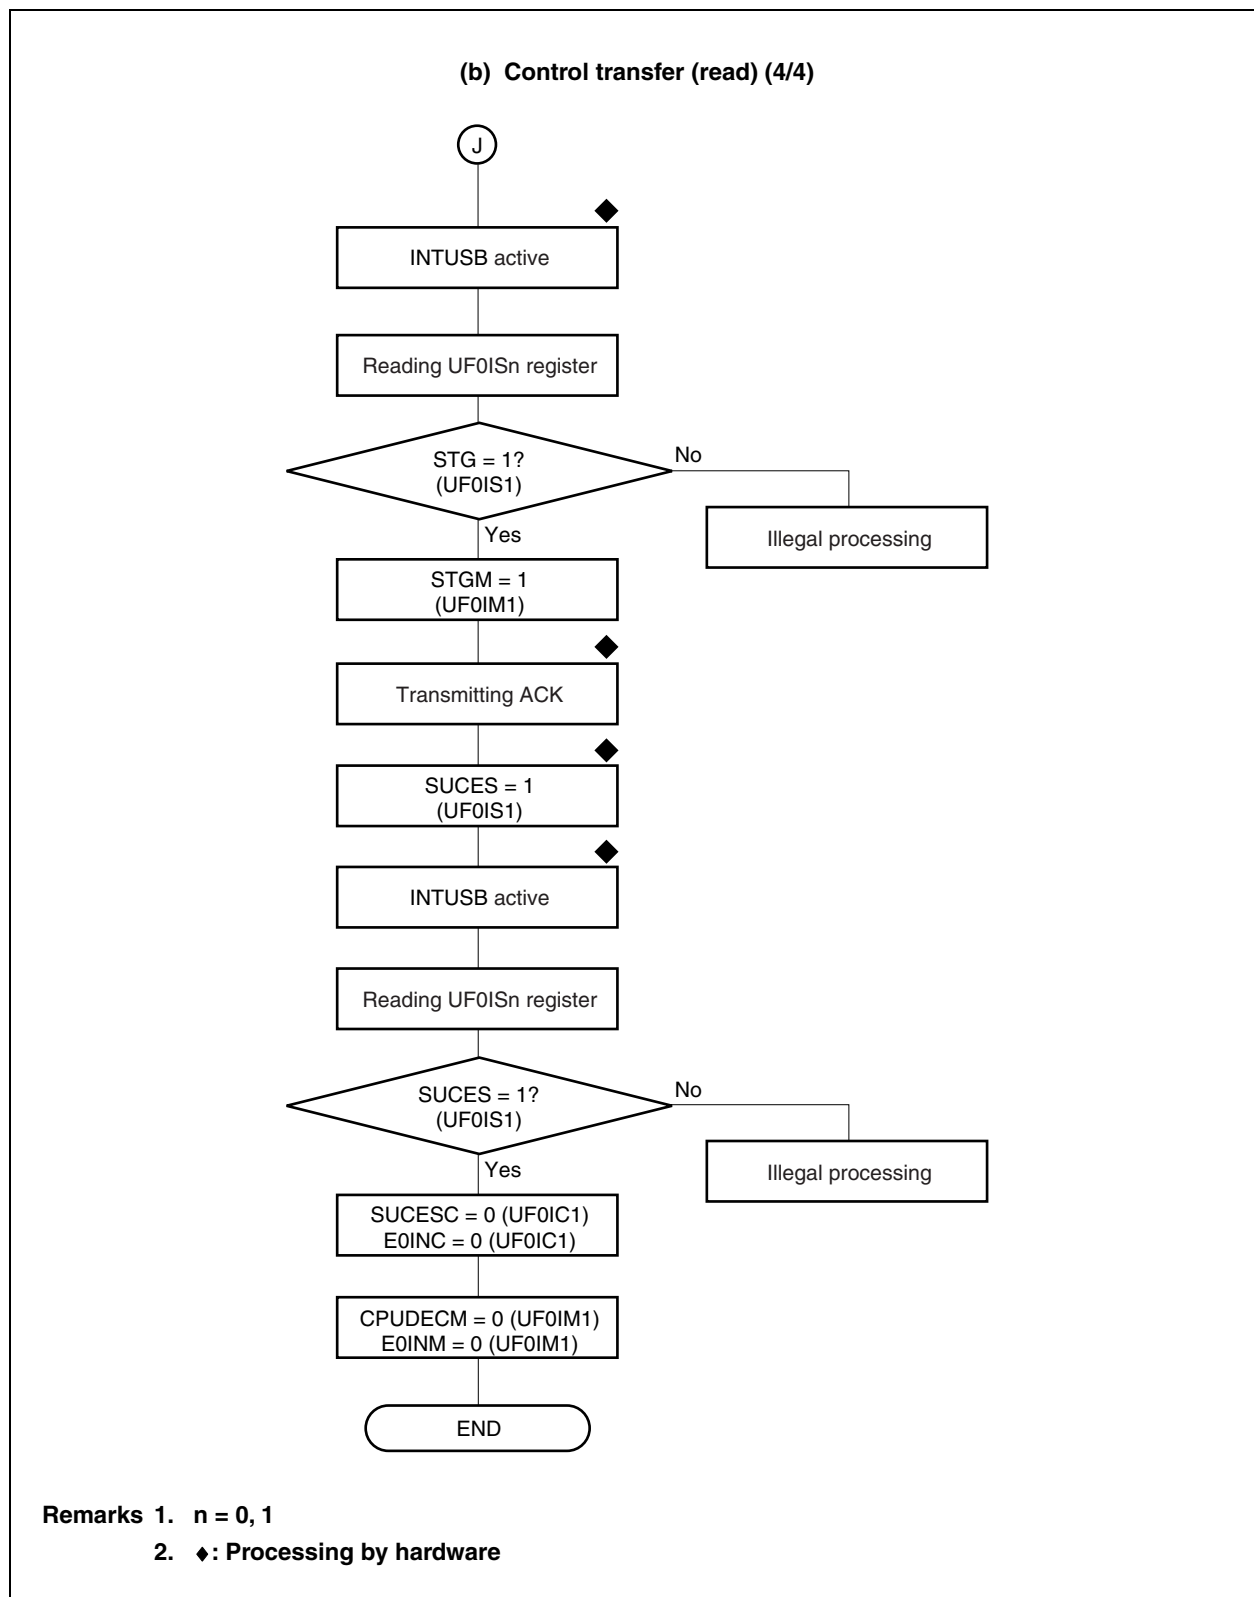 (b) Control transfer (read) (4/4)
J
INTUSB active
Reading UF0ISn register
STG = 1?
(UF0IS1)
No
Illegal processing
Yes
STGM = 1
(UF0IM1)
Transmitting ACK
SUCES = 1
(UF0IS1)
INTUSB active
Reading UF0ISn register
SUCES = 1?
(UF0IS1)
No
Illegal processing
Yes
SUCESC = 0 (UF0IC1)
E0INC = 0 (UF0IC1)
CPUDECM = 0 (UF0IM1)
E0INM = 0 (UF0IM1)
END
Remarks 1. n = 0, 1
2. ◆: Processing by hardware